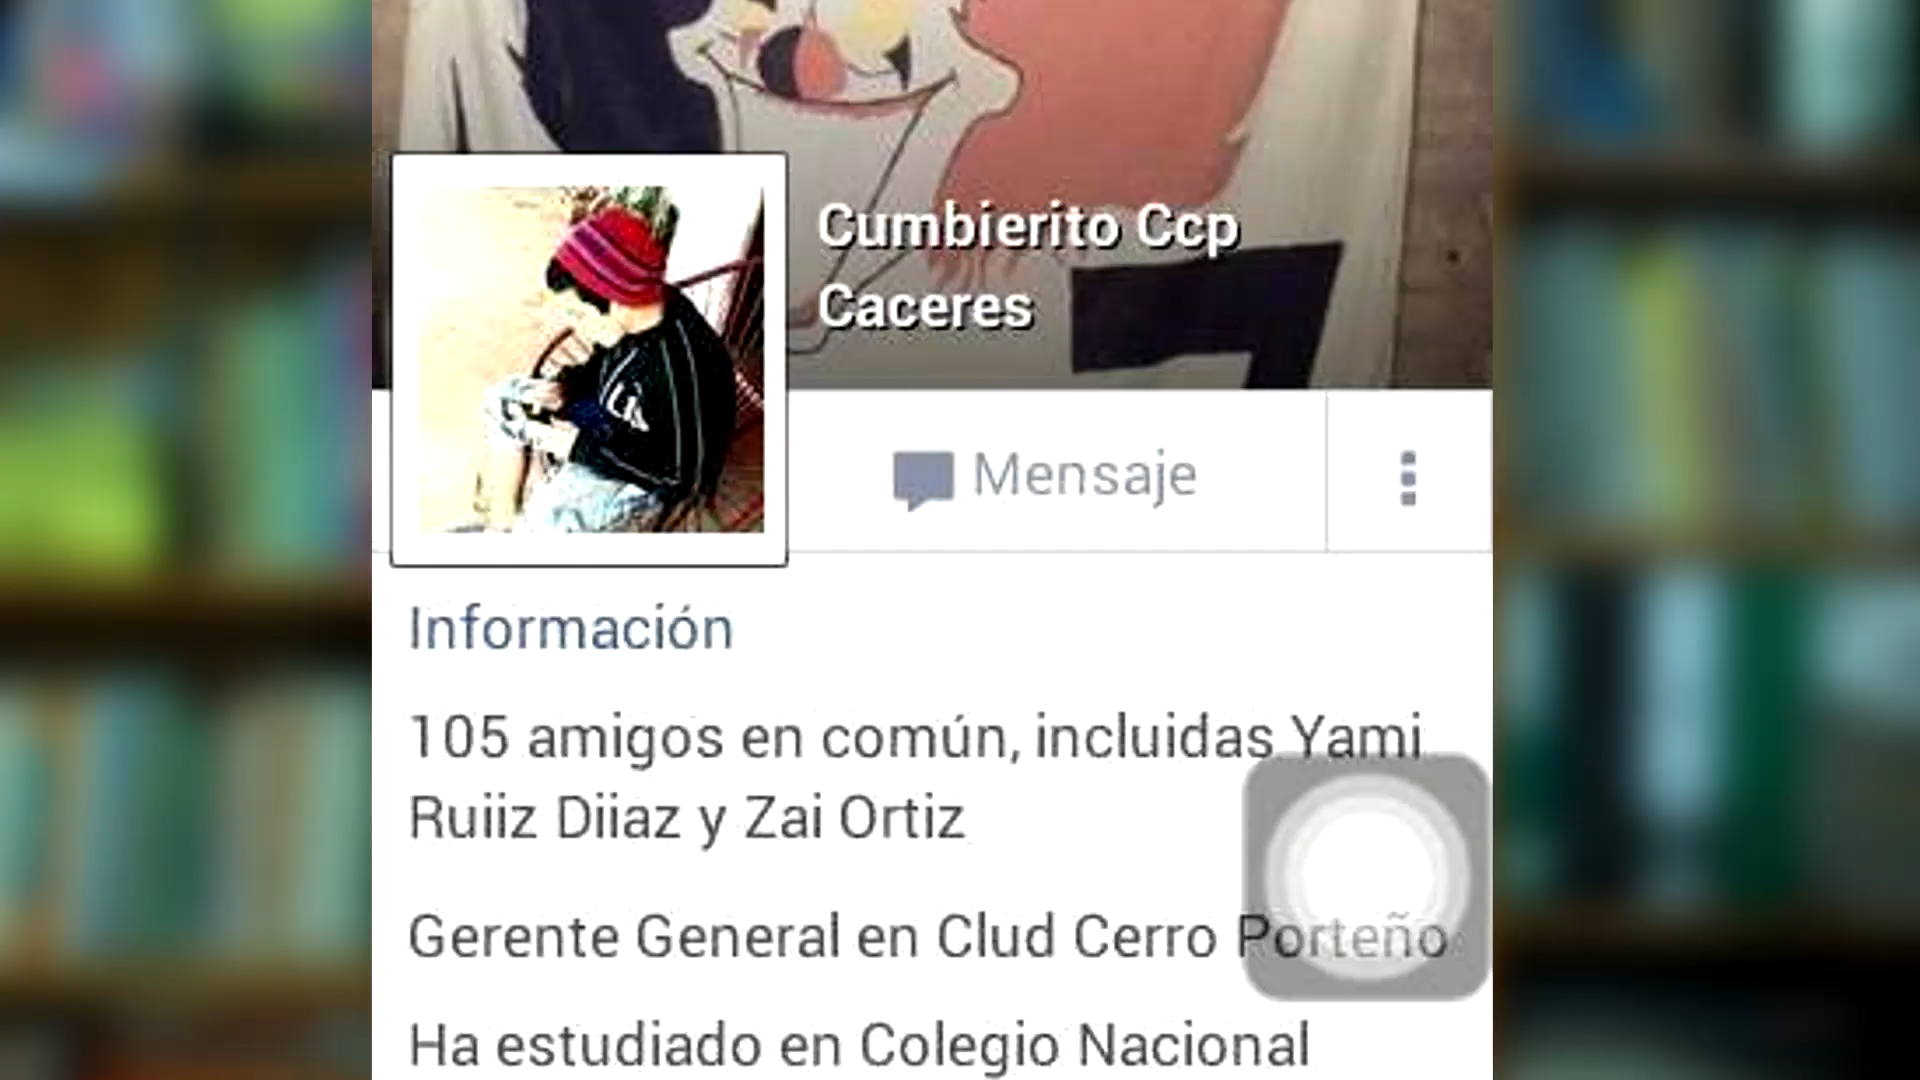 Cumbierito Ccp
Caceres
Mensaje
Información
105 amigos en común, incluidas Yami
Ruiiz Diiaz y Zai Ortiz
Gerente General en Clud Cerro Porteño
Ha estudiado en Colegio Nacional